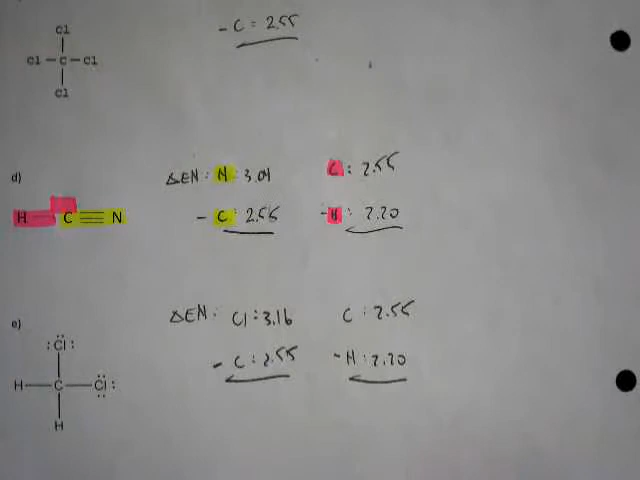 Cl
- C: 2.55
Cl - C - Cl
Cl
d)
ΔEN: N: 3.04 C: 2.55
H - C ≡ N - C: 2.55 - H: 2.20
e)
ΔEN: Cl: 3.16 C: 2.55
:Cl: - C: 2.55 - H: 2.20
H - C - Cl:
H